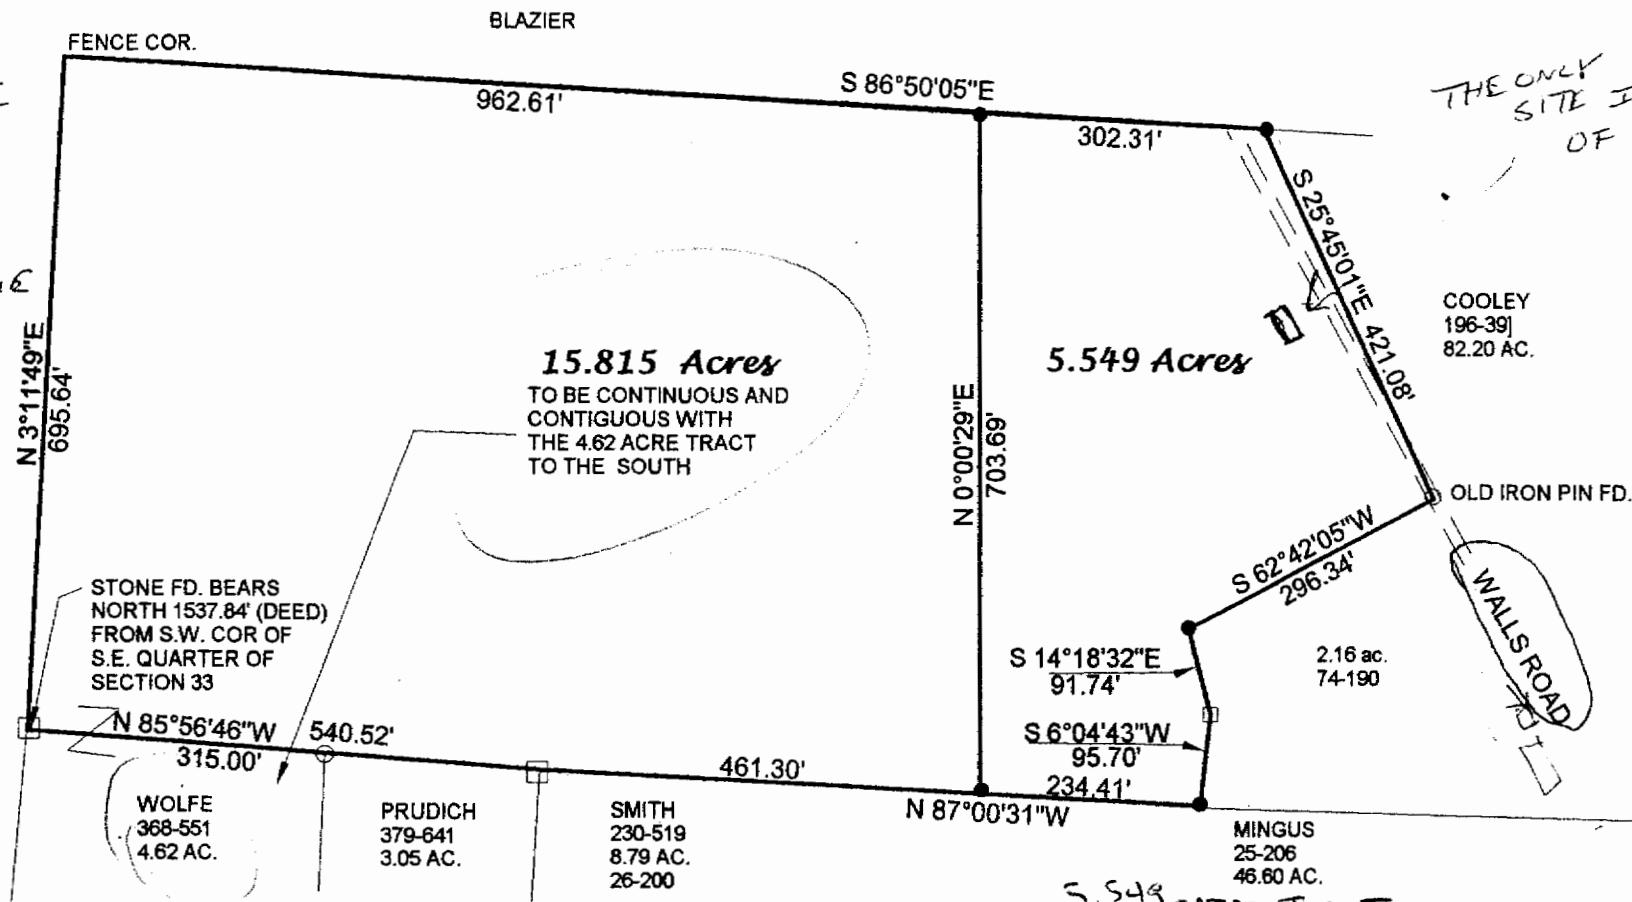 BLAZIER
FENCE COR.
S 86°50'05"E
962.61'
302.31'
THE ONLY
SITE
OF
S 25°45'01"E 421.08'
COOLEY
196-39]
82.20 AC.
N 3°11'49"E
695.64'
15.815 Acres
TO BE CONTINUOUS AND
CONTIGUOUS WITH
THE 4.62 ACRE TRACT
TO THE SOUTH
5.549 Acres
N 0°00'29"E
703.69'
OLD IRON PIN FD.
S 62°42'05"W
296.34'
WALLS ROAD
STONE FD. BEARS
NORTH 1537.84' (DEED)
FROM S.W. COR OF
S.E. QUARTER OF
SECTION 33
S 14°18'32"E
91.74'
2.16 ac.
74-190
S 6°04'43"W
95.70'
N 85°56'46"W 540.52'
315.00'
461.30'
234.41'
N 87°00'31"W
WOLFE
368-551
4.62 AC.
PRUDICH
379-641
3.05 AC.
SMITH
230-519
8.79 AC.
26-200
MINGUS
25-206
46.60 AC.
5.549